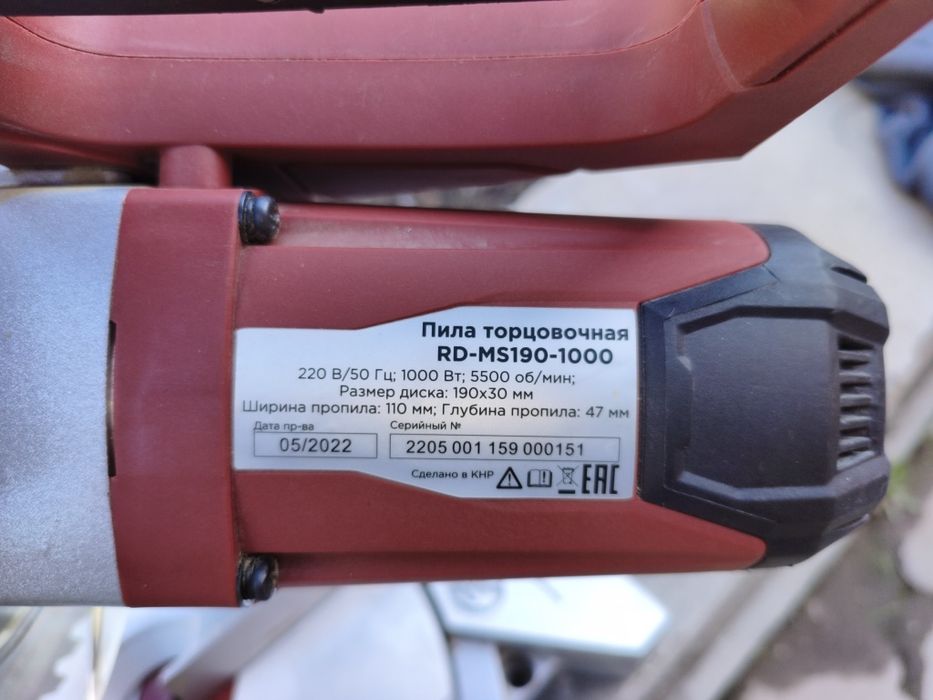 Пила торцовочная
RD-MS190-1000
220 В/50 Гц; 1000 Вт; 5500 об/мин;
Размер диска: 190x30 мм
Ширина пропила: 110 мм; Глубина пропила: 47 мм
Дата пр-ва Серийный №
05/2022 2205 001 159 000151
Сделано в КНР EAC